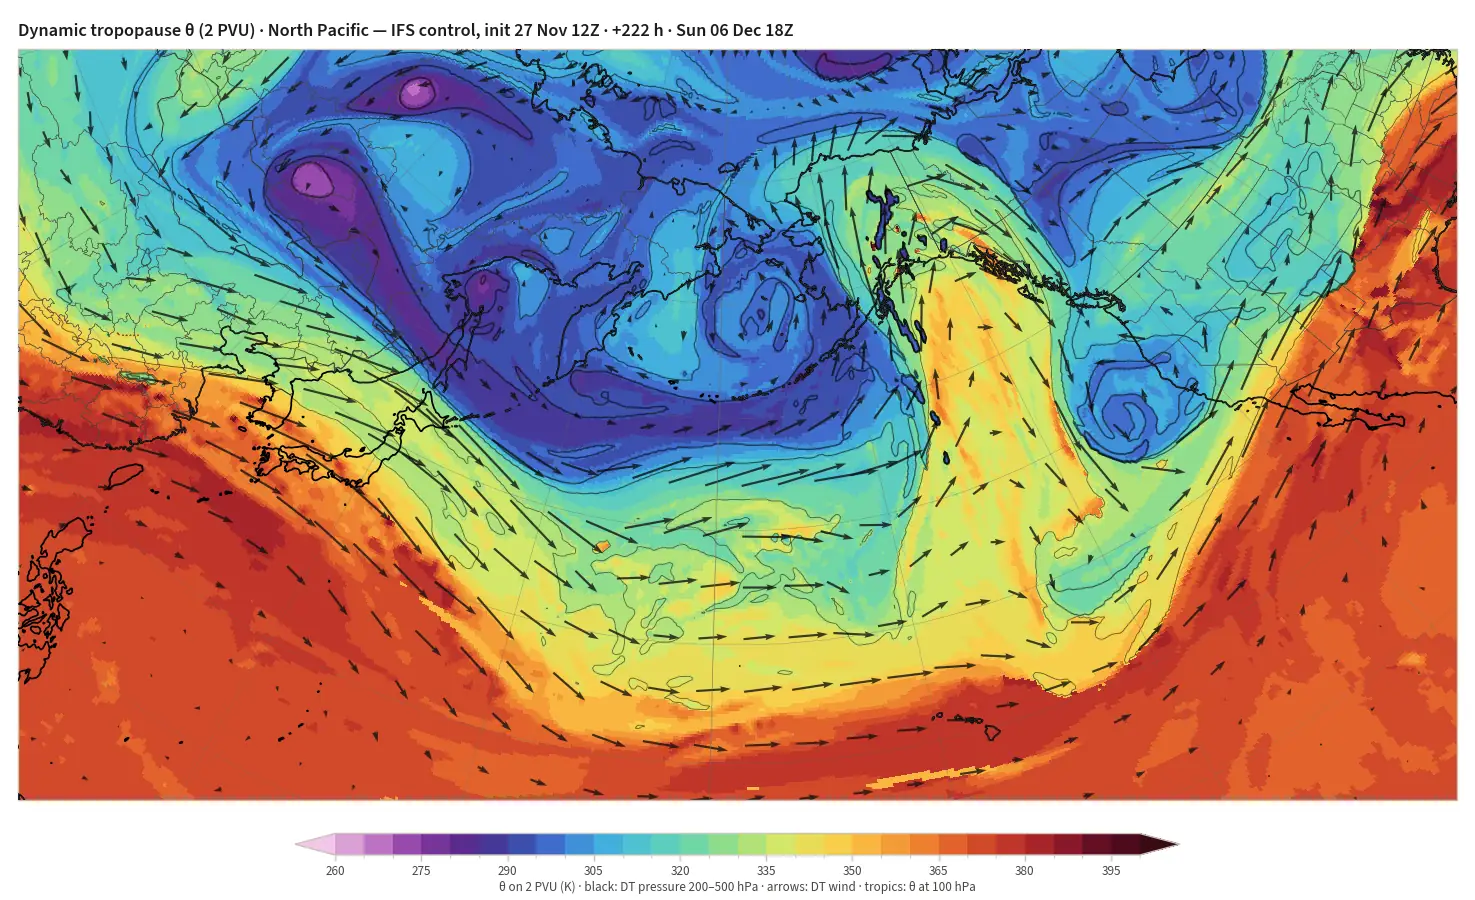 Dynamic tropopause θ (2 PVU) · North Pacific — IFS control, init 27 Nov 12Z · +222 h · Sun 06 Dec 18Z
260 275 290 305 320 335 350 365 380 395
θ on 2 PVU (K) · black: DT pressure 200–500 hPa · arrows: DT wind · tropics: θ at 100 hPa